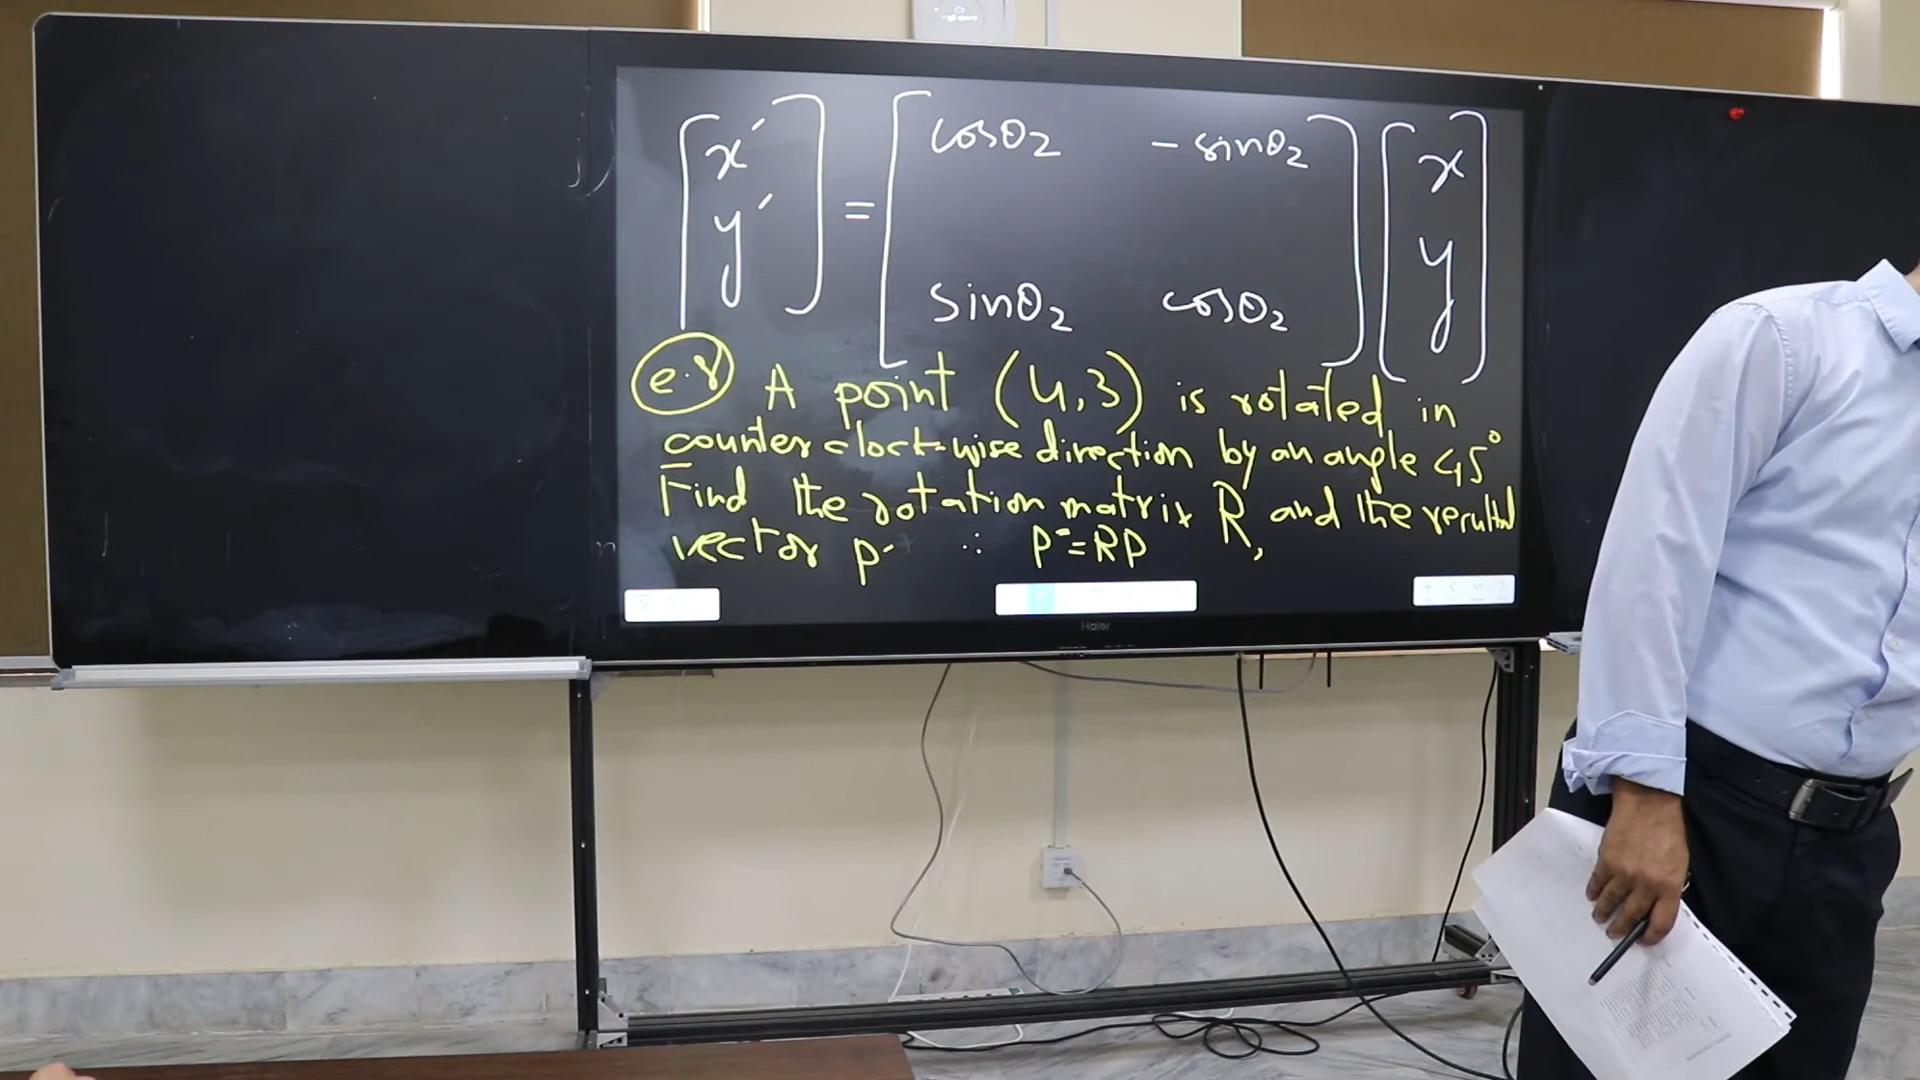 [x′ y′] = [cosθ2 -sinθ2
sinθ2 cosθ2] [x y]
e.g A point (4,3) is rotated in
counter clock-wise direction by an angle 45°
Find the rotation matrix R, and the
vector p′ ∴ p′=RP
Haier